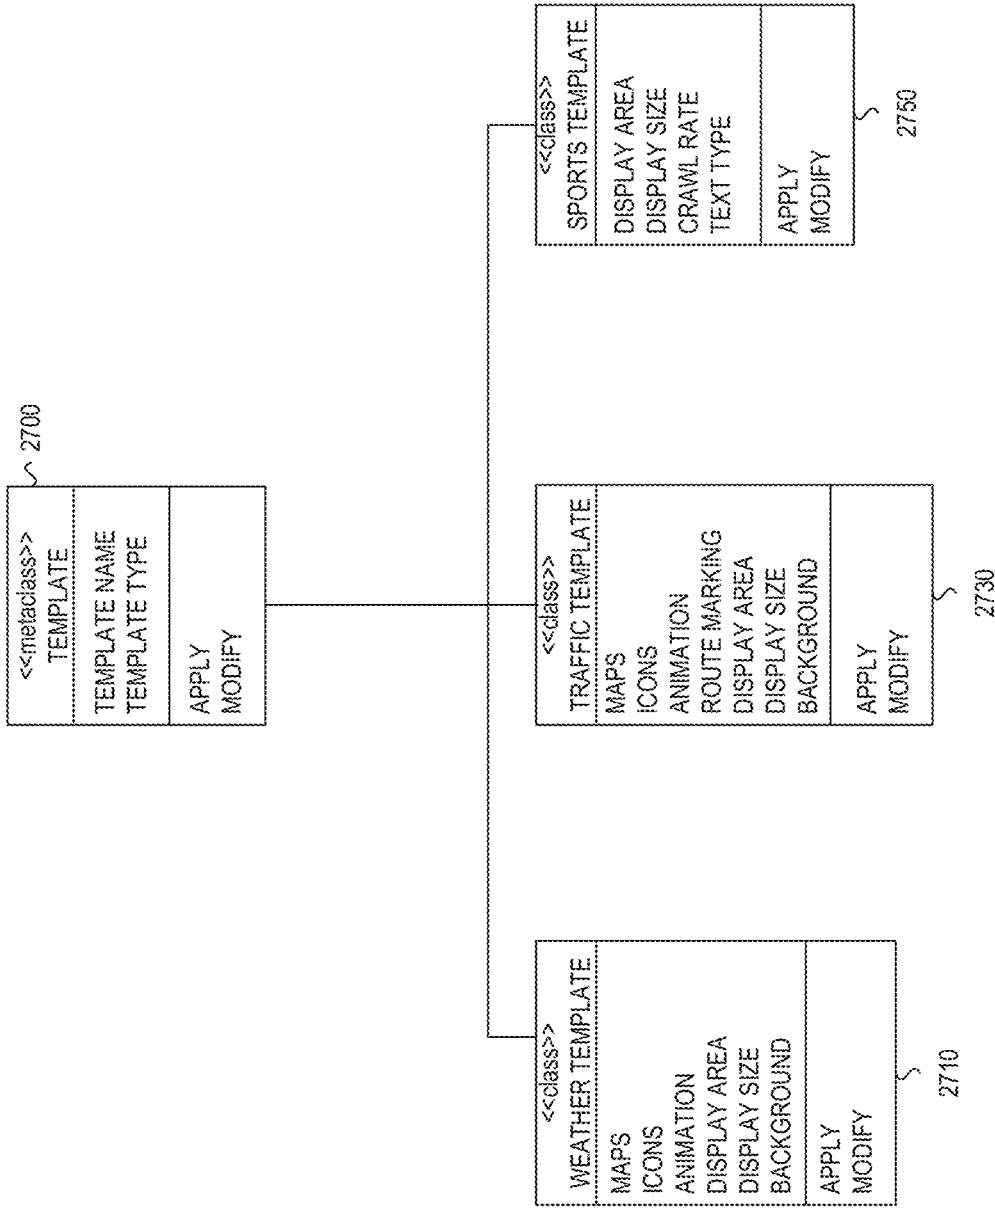 <<metaclass>>
TEMPLATE
TEMPLATE NAME
TEMPLATE TYPE
APPLY
MODIFY
2700
<<class>>
WEATHER TEMPLATE
MAPS
ICONS
ANIMATION
DISPLAY AREA
DISPLAY SIZE
BACKGROUND
APPLY
MODIFY
2710
<<class>>
TRAFFIC TEMPLATE
MAPS
ICONS
ANIMATION
ROUTE MARKING
DISPLAY AREA
DISPLAY SIZE
BACKGROUND
APPLY
MODIFY
2730
<<class>>
SPORTS TEMPLATE
DISPLAY AREA
DISPLAY SIZE
CRAWL RATE
TEXT TYPE
APPLY
MODIFY
2750